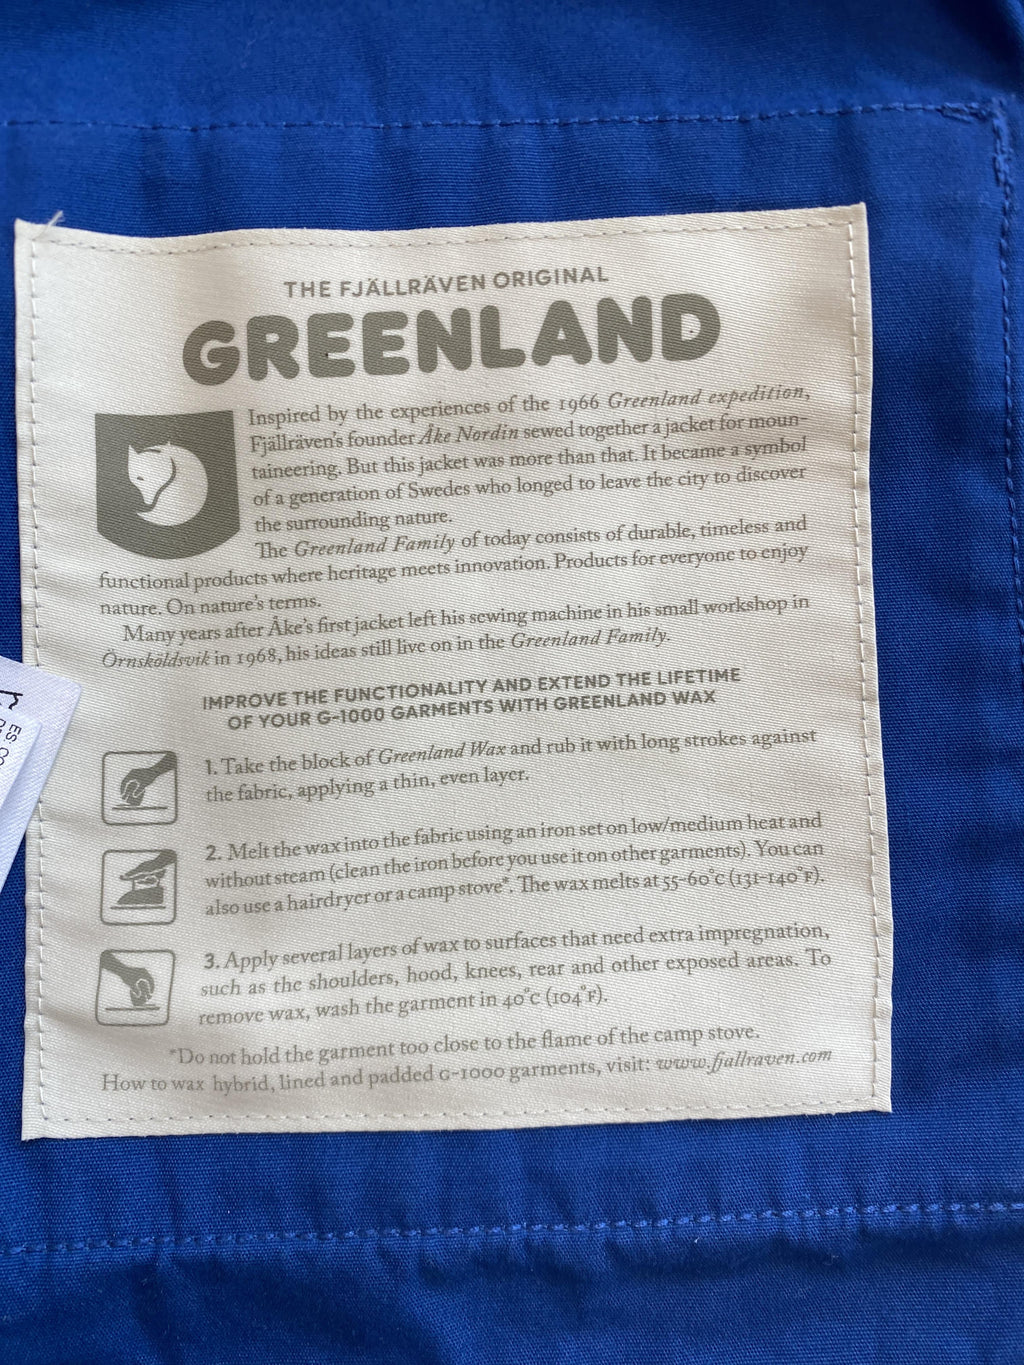 THE FJÄLLRÄVEN ORIGINAL
GREENLAND
Inspired by the experiences of the 1966 Greenland expedition,
Fjällräven's founder Åke Nordin sewed together a jacket for moun-
taineering. But this jacket was more than that. It became a symbol
of a generation of Swedes who longed to leave the city to discover
the surrounding nature.
The Greenland Family of today consists of durable, timeless and
functional products where heritage meets innovation. Products for everyone to enjoy
nature. On nature's terms.
Many years after Åke's first jacket left his sewing machine in his small workshop in
Örnsköldsvik in 1968, his ideas still live on in the Greenland Family.
IMPROVE THE FUNCTIONALITY AND EXTEND THE LIFETIME
OF YOUR G-1000 GARMENTS WITH GREENLAND WAX
1. Take the block of Greenland Wax and rub it with long strokes against
the fabric, applying a thin, even layer.
2. Melt the wax into the fabric using an iron set on low/medium heat and
without steam (clean the iron before you use it on other garments). You can
also use a hairdryer or a camp stove*. The wax melts at 55-60°C (131-140°F).
3. Apply several layers of wax to surfaces that need extra impregnation,
such as the shoulders, hood, knees, rear and other exposed areas. To
remove wax, wash the garment in 40°C (104°F).
*Do not hold the garment too close to the flame of the camp stove.
How to wax hybrid, lined and padded G-1000 garments, visit: www.fjallraven.com
ES: